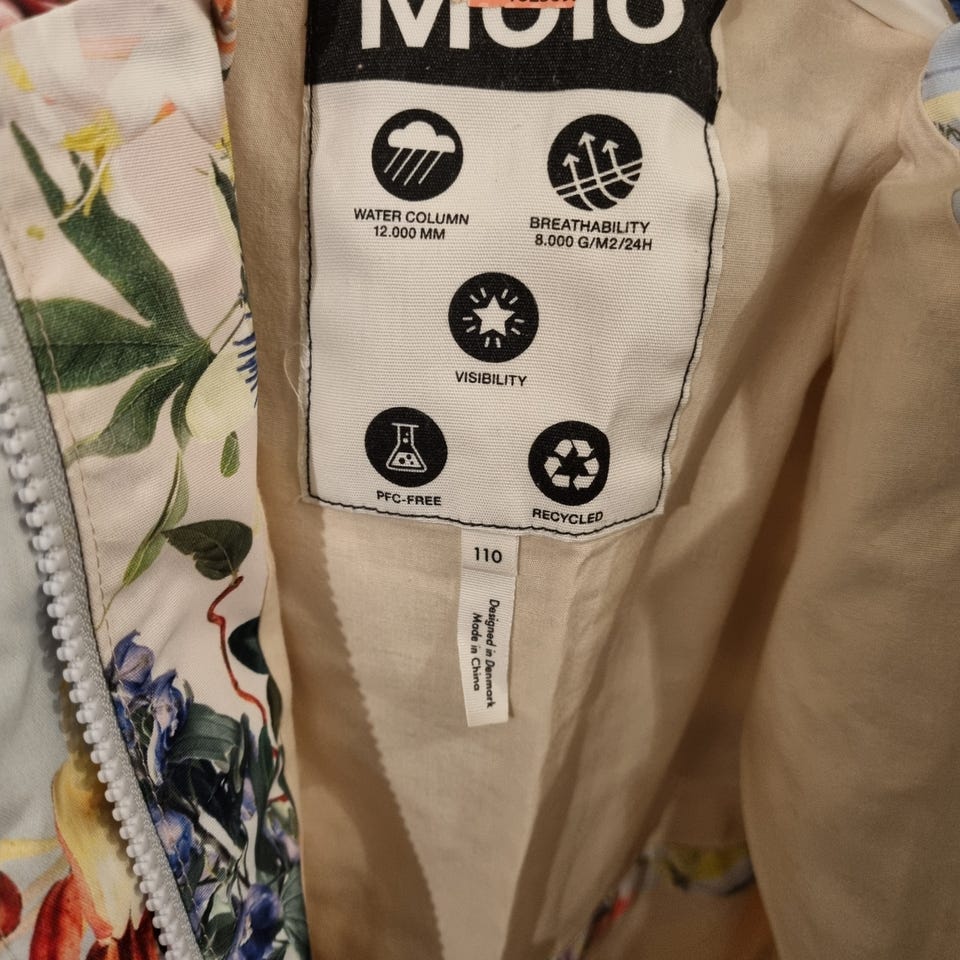 Molo
WATER COLUMN
12.000 MM
BREATHABILITY
8.000 G/M2/24H
VISIBILITY
PFC-FREE
RECYCLED
110
Designed in Denmark
Made in China